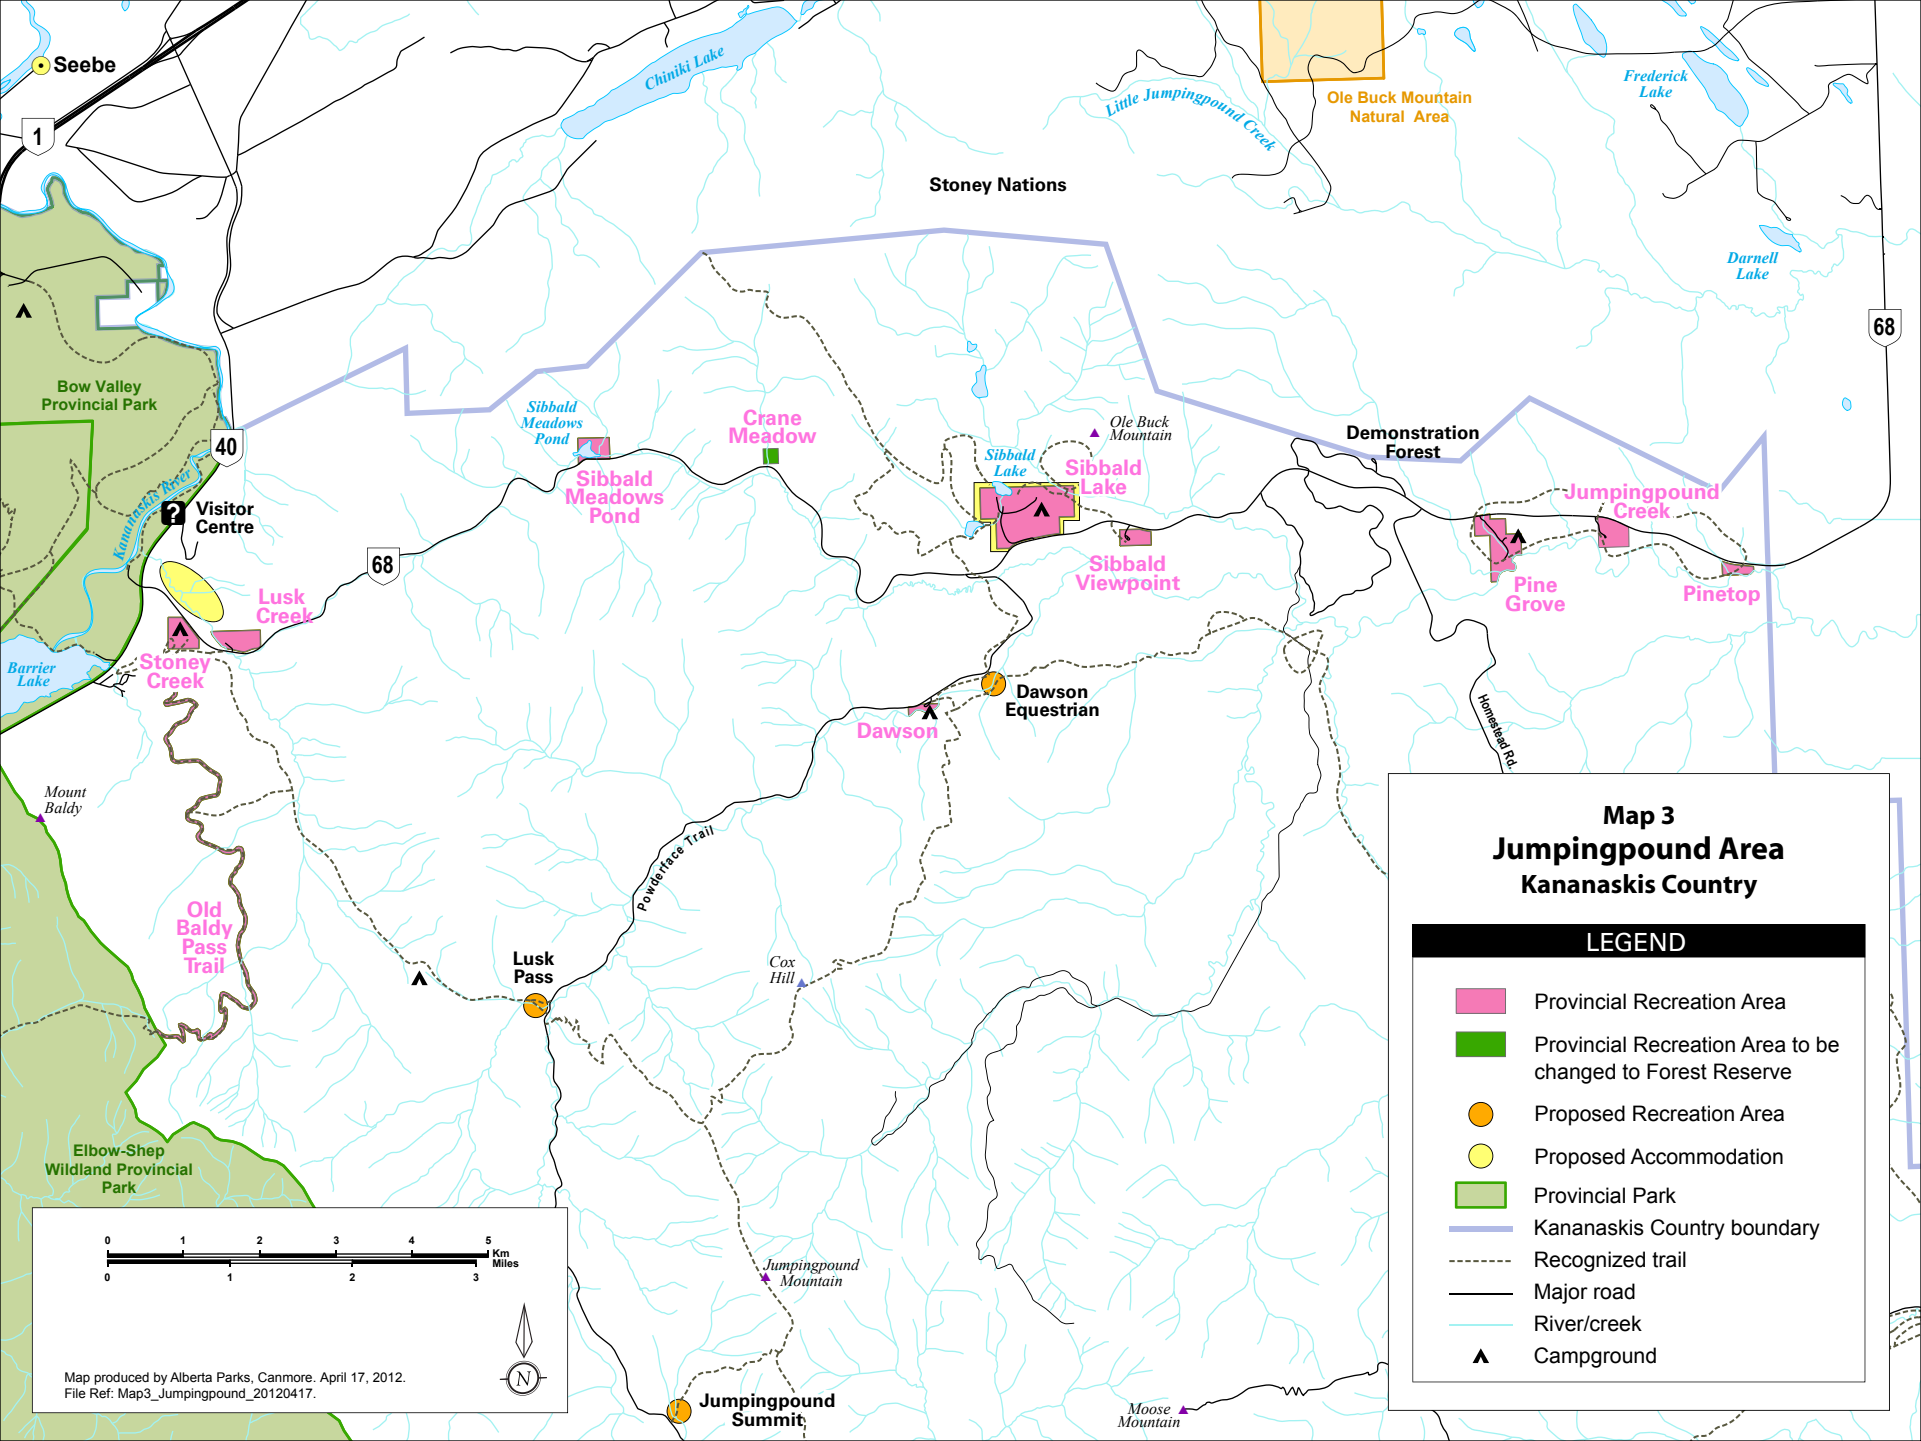 Seebe
1
Chiniki Lake
Little Jumpingpound Creek
Ole Buck Mountain
Natural Area
Frederick
Lake
Stoney Nations
Darnell
Lake
68
Bow Valley
Provincial Park
40
Kananaskis River
?
Visitor
Centre
Sibbald
Meadows
Pond
Sibbald
Meadows
Pond
Crane
Meadow
Ole Buck
Mountain
Sibbald
Lake
Sibbald
Lake
Demonstration
Forest
Jumpingpound
Creek
68
Sibbald
Viewpoint
Pine
Grove
Pinetop
Lusk
Creek
Stoney
Creek
Barrier
Lake
Dawson
Equestrian
Dawson
Homestead Rd.
Mount
Baldy
Powderface Trail
Old
Baldy
Pass
Trail
Lusk
Pass
Cox
Hill
Elbow-Shep
Wildland Provincial
Park
Jumpingpound
Mountain
Jumpingpound
Summit
Moose
Mountain
0 1 2 3 4 5
Km
Miles
0 1 2 3
N
Map produced by Alberta Parks, Canmore. April 17, 2012.
File Ref: Map3_Jumpingpound_20120417.
Map 3
Jumpingpound Area
Kananaskis Country
LEGEND
Provincial Recreation Area
Provincial Recreation Area to be
changed to Forest Reserve
Proposed Recreation Area
Proposed Accommodation
Provincial Park
Kananaskis Country boundary
Recognized trail
Major road
River/creek
Campground